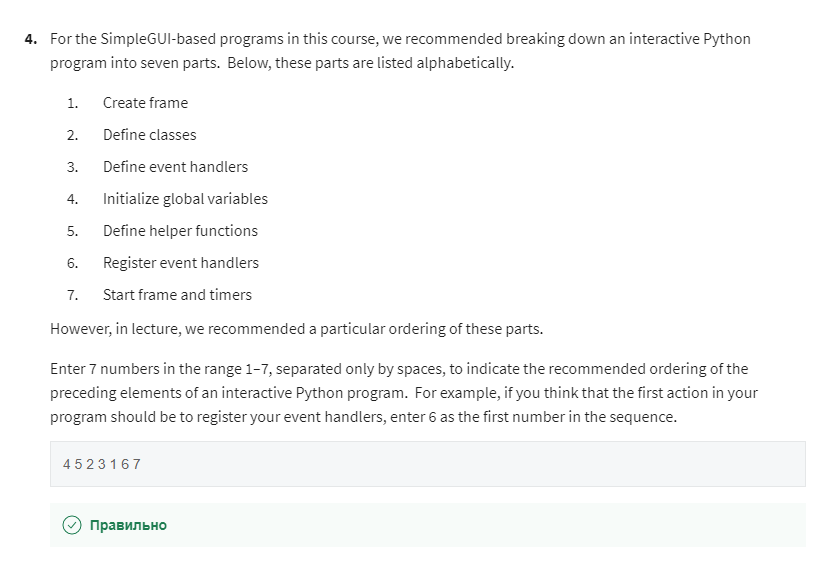 4. For the SimpleGUI-based programs in this course, we recommended breaking down an interactive Python
program into seven parts. Below, these parts are listed alphabetically.
1. Create frame
2. Define classes
3. Define event handlers
4. Initialize global variables
5. Define helper functions
6. Register event handlers
7. Start frame and timers
However, in lecture, we recommended a particular ordering of these parts.
Enter 7 numbers in the range 1–7, separated only by spaces, to indicate the recommended ordering of the
preceding elements of an interactive Python program. For example, if you think that the first action in your
program should be to register your event handlers, enter 6 as the first number in the sequence.
4 5 2 3 1 6 7
Правильно